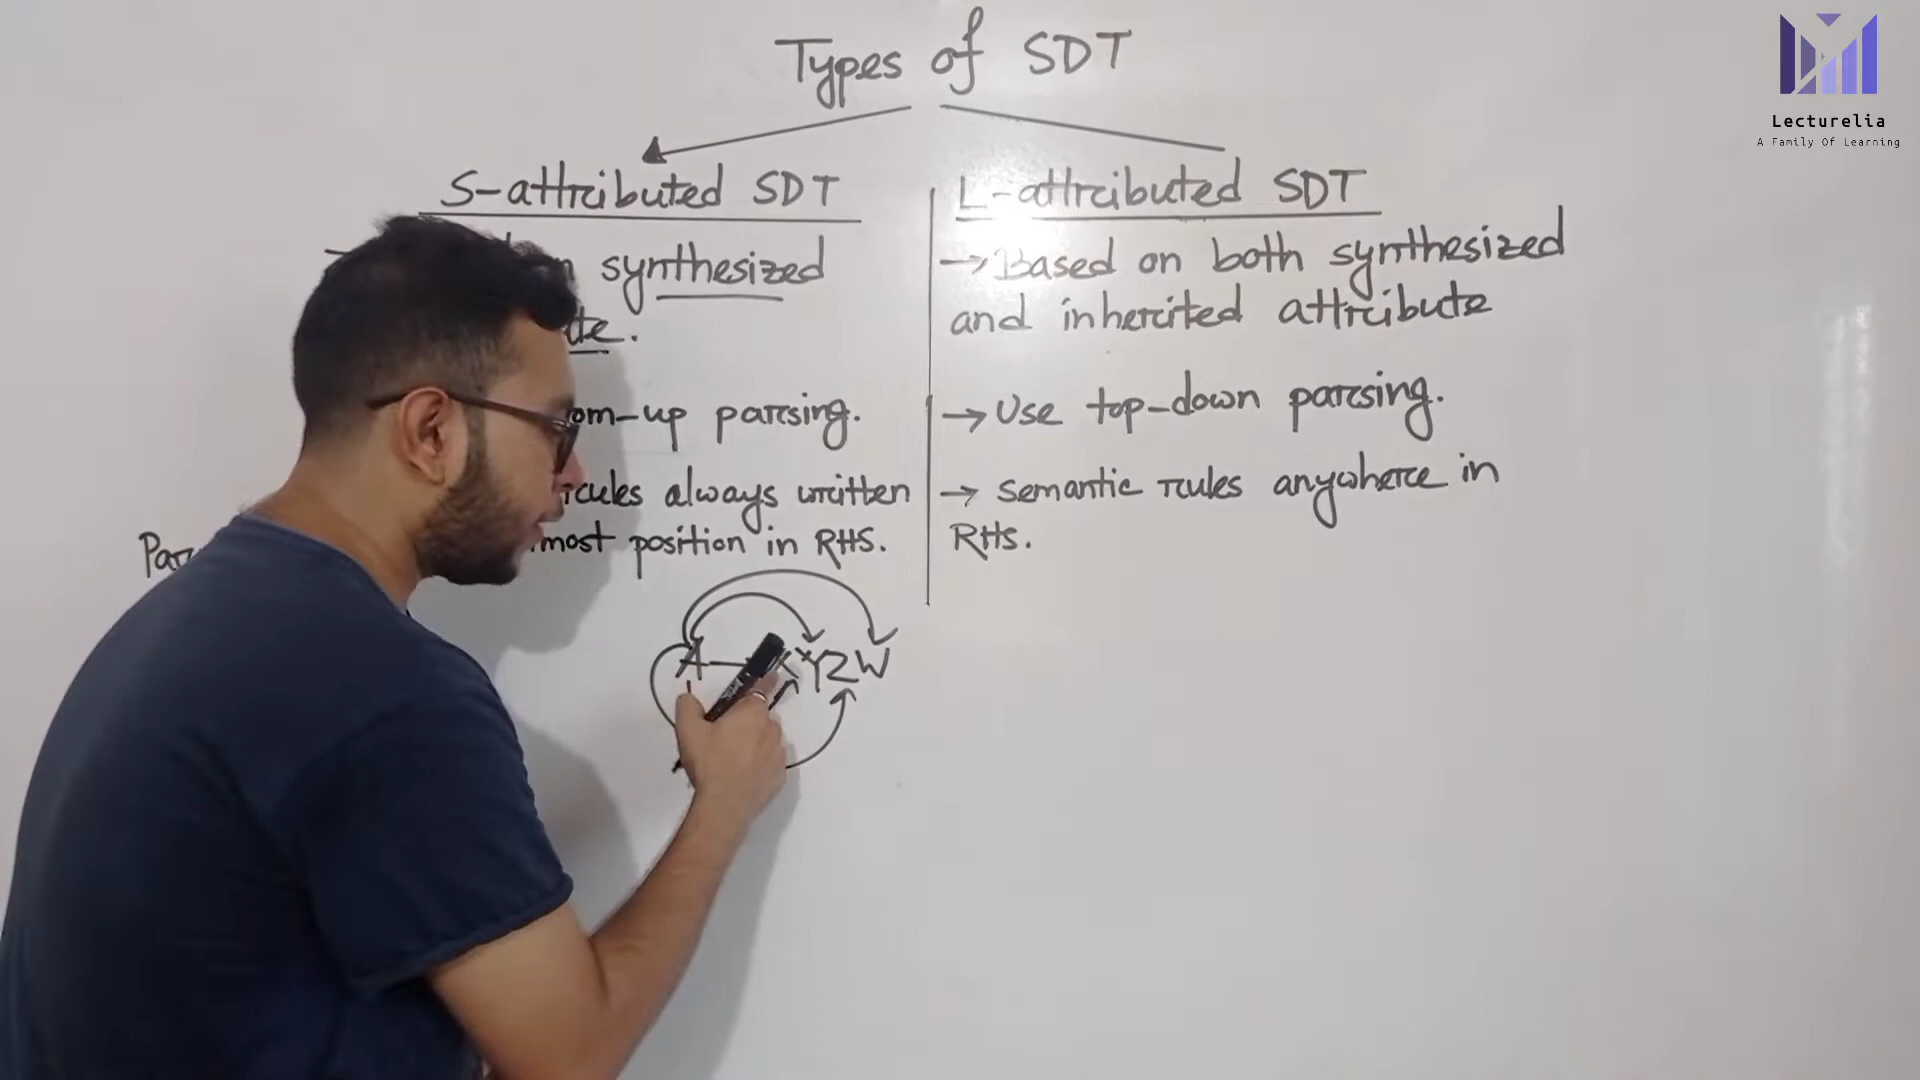 Types of SDT
S-attributed SDT
synthesized
.
om-up parsing.
rules always written
most position in RHS.
Par
A YZW
L-attributed SDT
→ Based on both synthesized
and inherited attribute
→ Use top-down parsing.
→ semantic rules anywhere in
RHS.
Lecturelia
A Family Of Learning